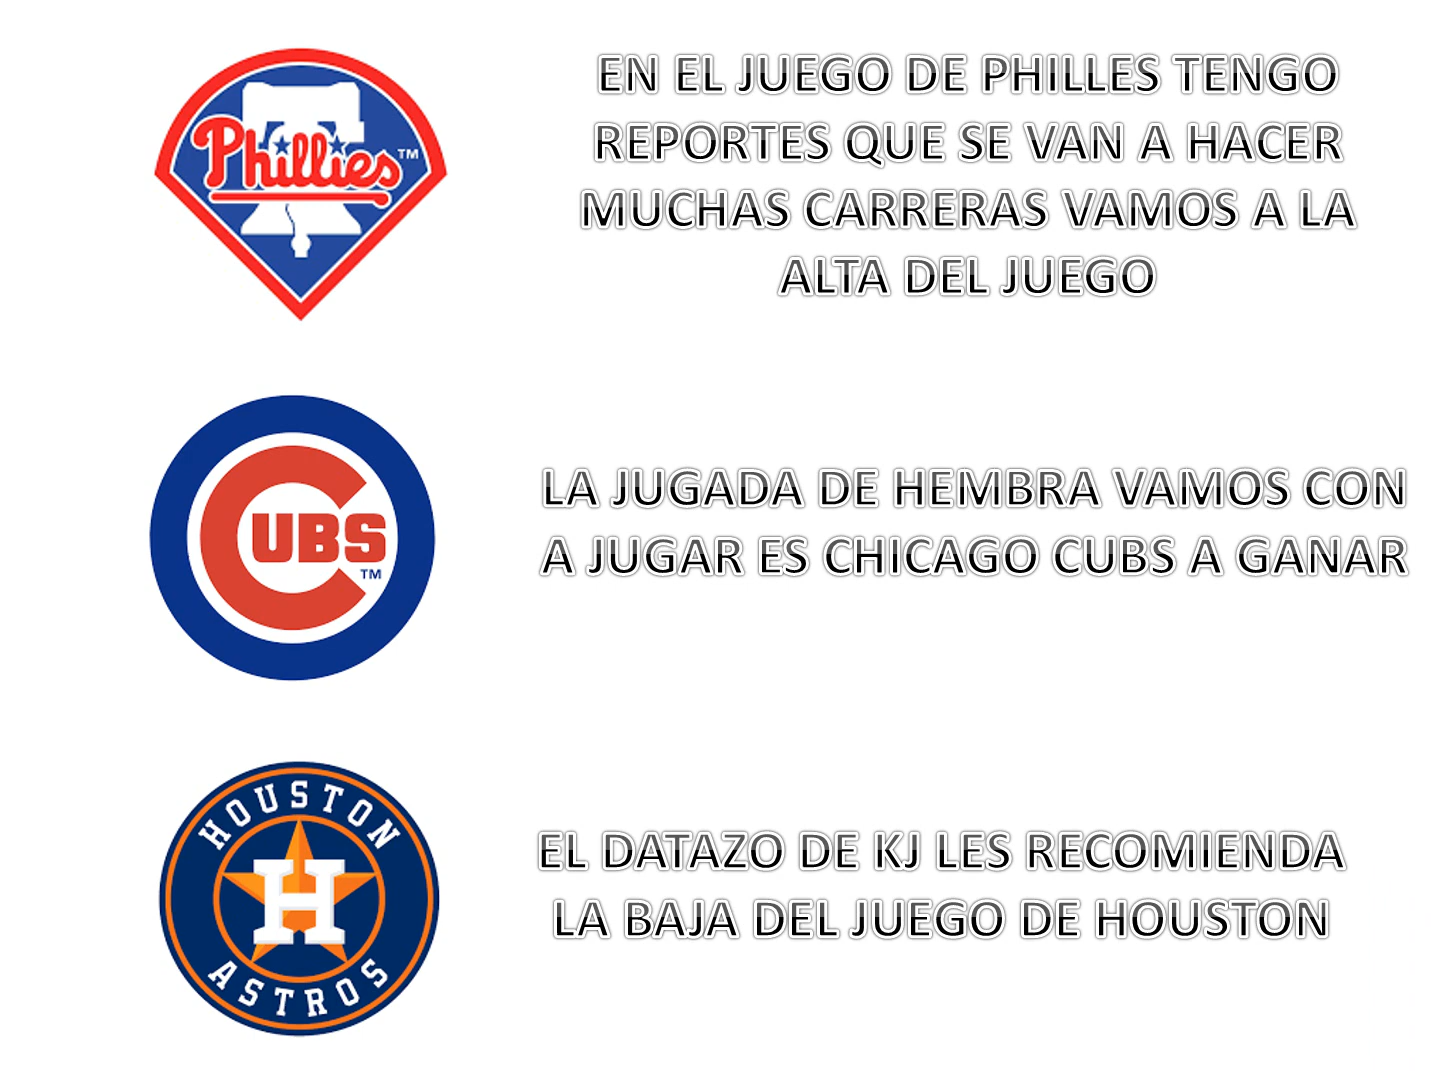 Phillies™
EN EL JUEGO DE PHILLES TENGO
REPORTES QUE SE VAN A HACER
MUCHAS CARRERAS VAMOS A LA
ALTA DEL JUEGO
CUBS
™
LA JUGADA DE HEMBRA VAMOS CON
A JUGAR ES CHICAGO CUBS A GANAR
HOUSTON
H
ASTROS
EL DATAZO DE KJ LES RECOMIENDA
LA BAJA DEL JUEGO DE HOUSTON